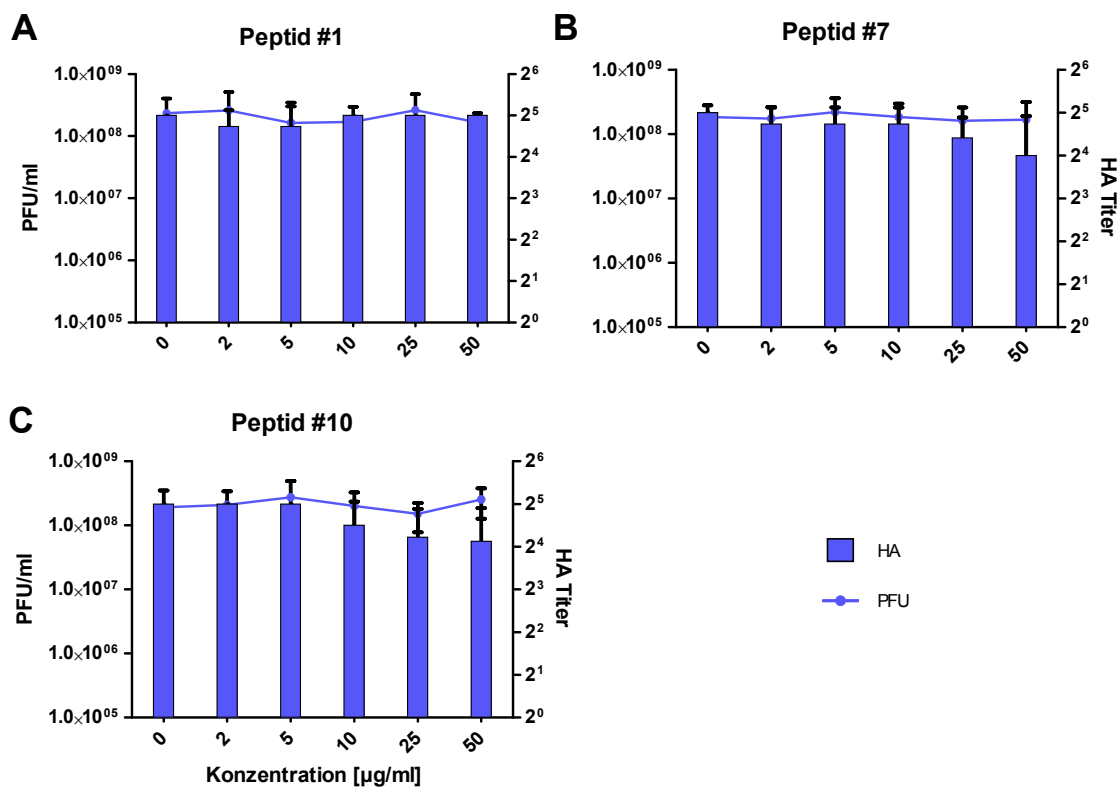 A
Peptid #1
PFU/ml
1.0×10⁰⁹
1.0×10⁰⁸
1.0×10⁰⁷
1.0×10⁰⁶
1.0×10⁰⁵
2⁶
2⁵
2⁴
2³
2²
2¹
2⁰
0 2 5 10 25 50
B
Peptid #7
1.0×10⁰⁹
1.0×10⁰⁸
1.0×10⁰⁷
1.0×10⁰⁶
1.0×10⁰⁵
2⁶
2⁵
2⁴
2³
2²
2¹
2⁰
HA Titer
0 2 5 10 25 50
C
Peptid #10
PFU/ml
1.0×10⁰⁹
1.0×10⁰⁸
1.0×10⁰⁷
1.0×10⁰⁶
1.0×10⁰⁵
2⁶
2⁵
2⁴
2³
2²
2¹
2⁰
HA Titer
0 2 5 10 25 50
Konzentration [µg/ml]
HA
PFU